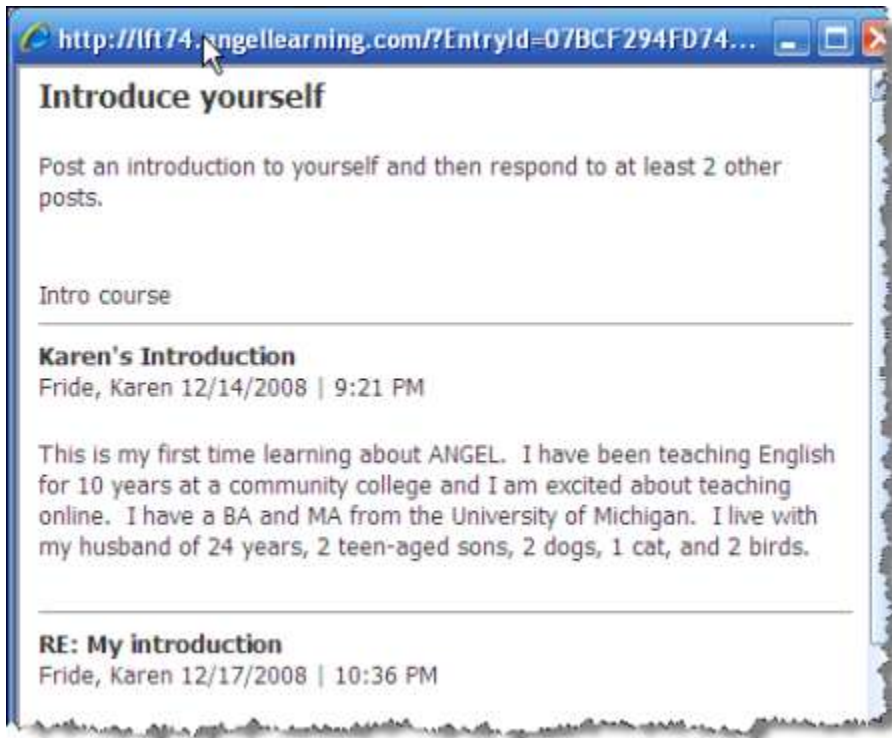 http://lft74.angellearning.com/?EntryId=07BCF294FD74...
Introduce yourself
Post an introduction to yourself and then respond to at least 2 other
posts.
Intro course
Karen's Introduction
Fride, Karen 12/14/2008 | 9:21 PM
This is my first time learning about ANGEL.  I have been teaching English
for 10 years at a community college and I am excited about teaching
online.  I have a BA and MA from the University of Michigan.  I live with
my husband of 24 years, 2 teen-aged sons, 2 dogs, 1 cat, and 2 birds.
RE: My introduction
Fride, Karen 12/17/2008 | 10:36 PM